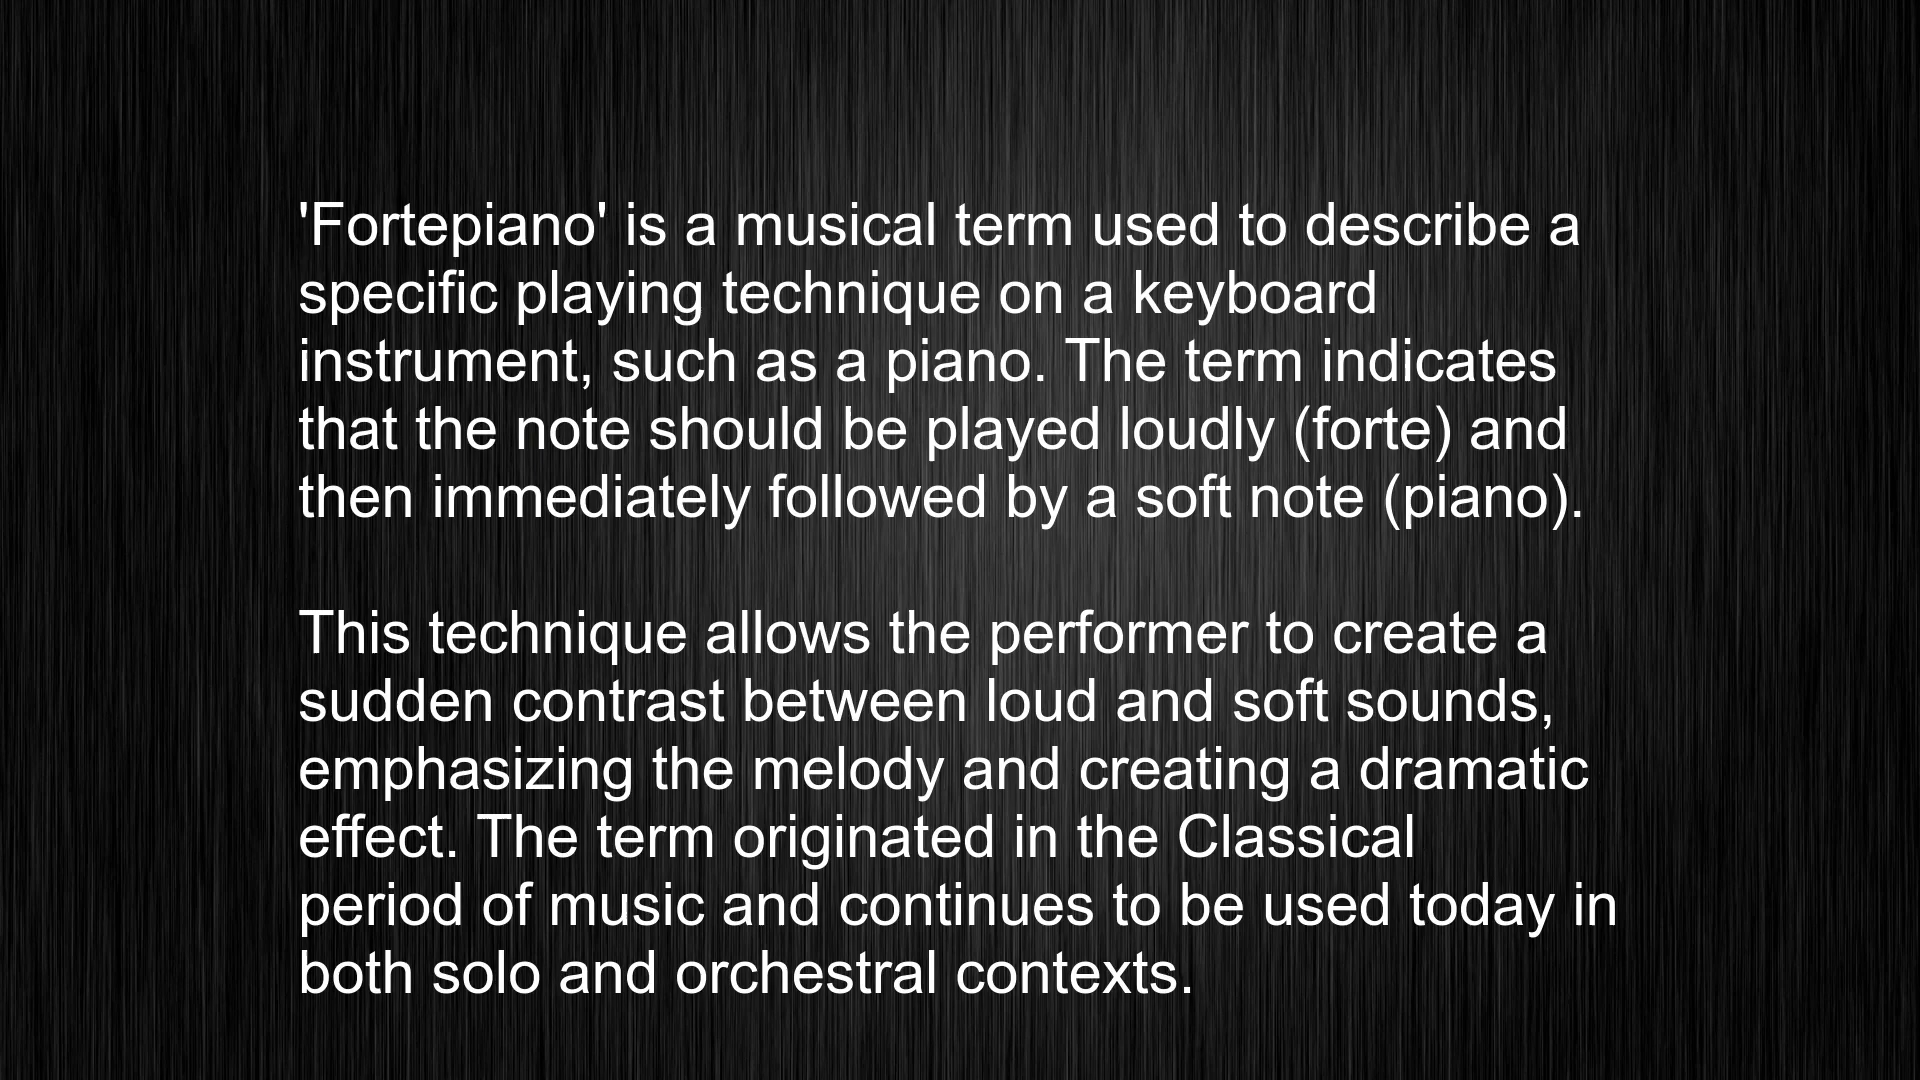 'Fortepiano' is a musical term used to describe a
specific playing technique on a keyboard
instrument, such as a piano. The term indicates
that the note should be played loudly (forte) and
then immediately followed by a soft note (piano).
This technique allows the performer to create a
sudden contrast between loud and soft sounds,
emphasizing the melody and creating a dramatic
effect. The term originated in the Classical
period of music and continues to be used today in
both solo and orchestral contexts.